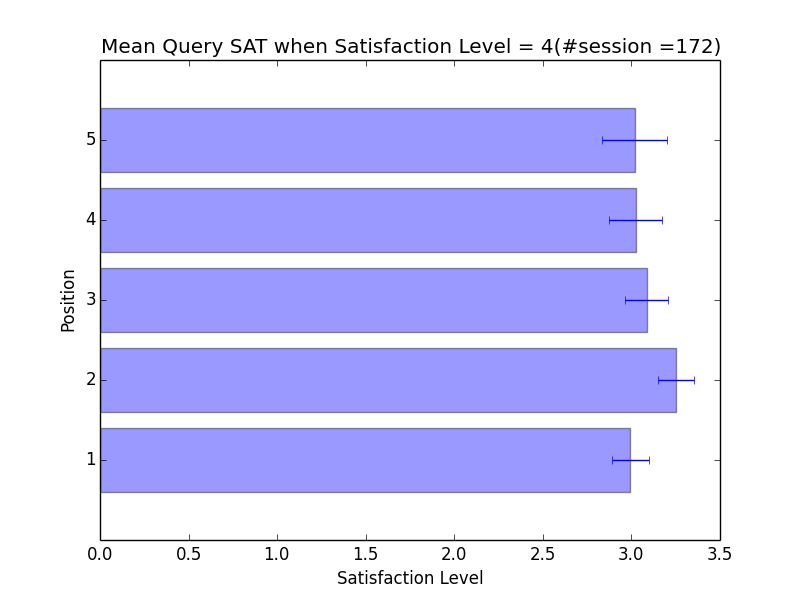 Mean Query SAT when Satisfaction Level = 4(#session =172)
5
4
3
2
1
Position
0.0 0.5 1.0 1.5 2.0 2.5 3.0 3.5
Satisfaction Level